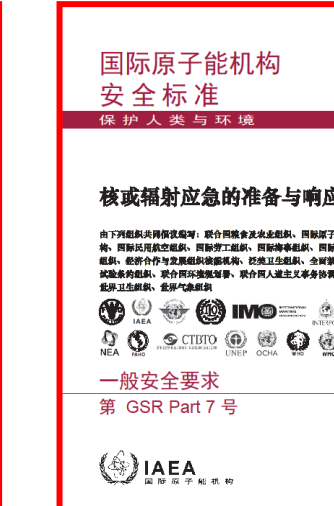 国际原子能机构
安全标准
保护人类与环境
核或辐射应急的准备与响应
由下列组织共同倡议编写：联合国粮食及农业组织、国际原子
构、国际民用航空组织、国际劳工组织、国际海事组织、国际
组织、经济合作与发展组织核能机构、泛美卫生组织、全面禁
试验条约组织、联合国环境规划署、联合国人道主义事务协调
世界卫生组织、世界气象组织
IAEA IMO INTERPO
NEA PAHO CTBTO UNEP OCHA WHO WMO
一般安全要求
第 GSR Part 7 号
IAEA
国际原子能机构